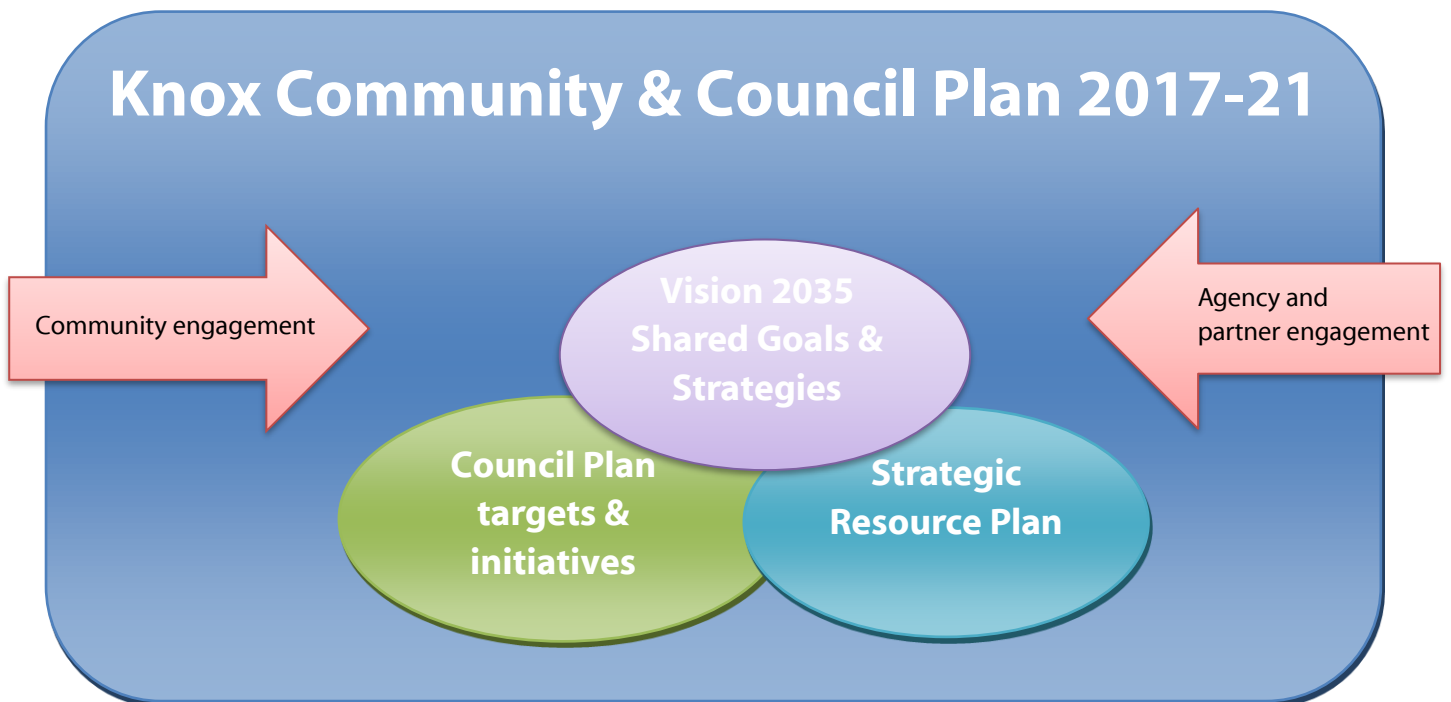 Knox Community & Council Plan 2017-21
Community engagement
Vision 2035
Shared Goals &
Strategies
Agency and
partner engagement
Council Plan
targets &
initiatives
Strategic
Resource Plan